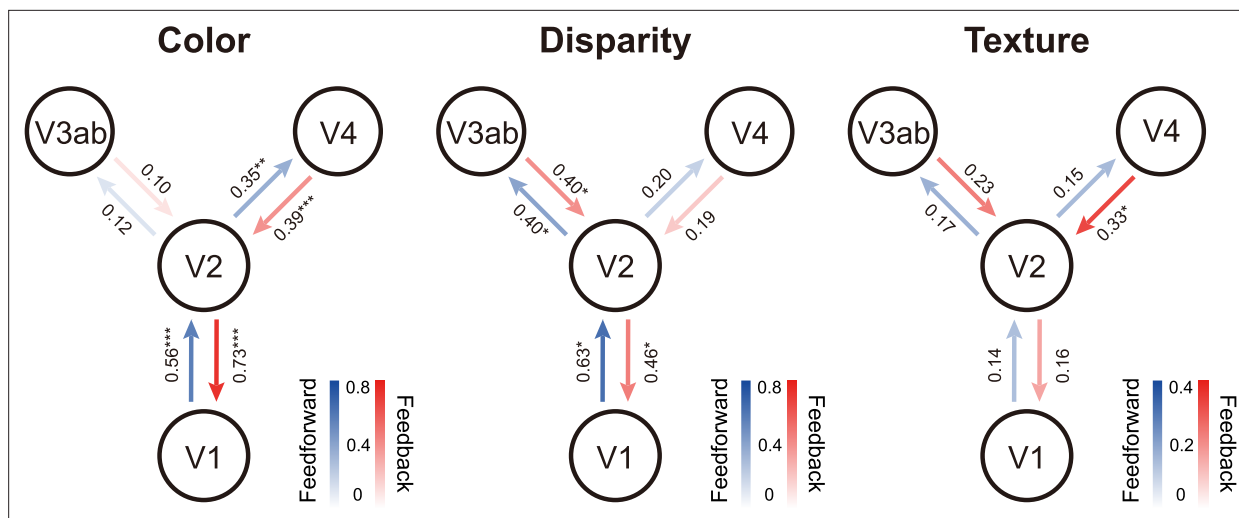 Color
V3ab
V4
0.10
0.12
0.35**
0.39***
V2
0.56***
0.73***
V1
Feedforward
0.8
0.4
0
Feedback
Disparity
V3ab
V4
0.40*
0.40*
0.20
0.19
V2
0.63*
0.46*
V1
Feedforward
0.8
0.4
0
Feedback
Texture
V3ab
V4
0.23
0.17
0.15
0.33*
V2
0.14
0.16
V1
Feedforward
0.4
0.2
0
Feedback